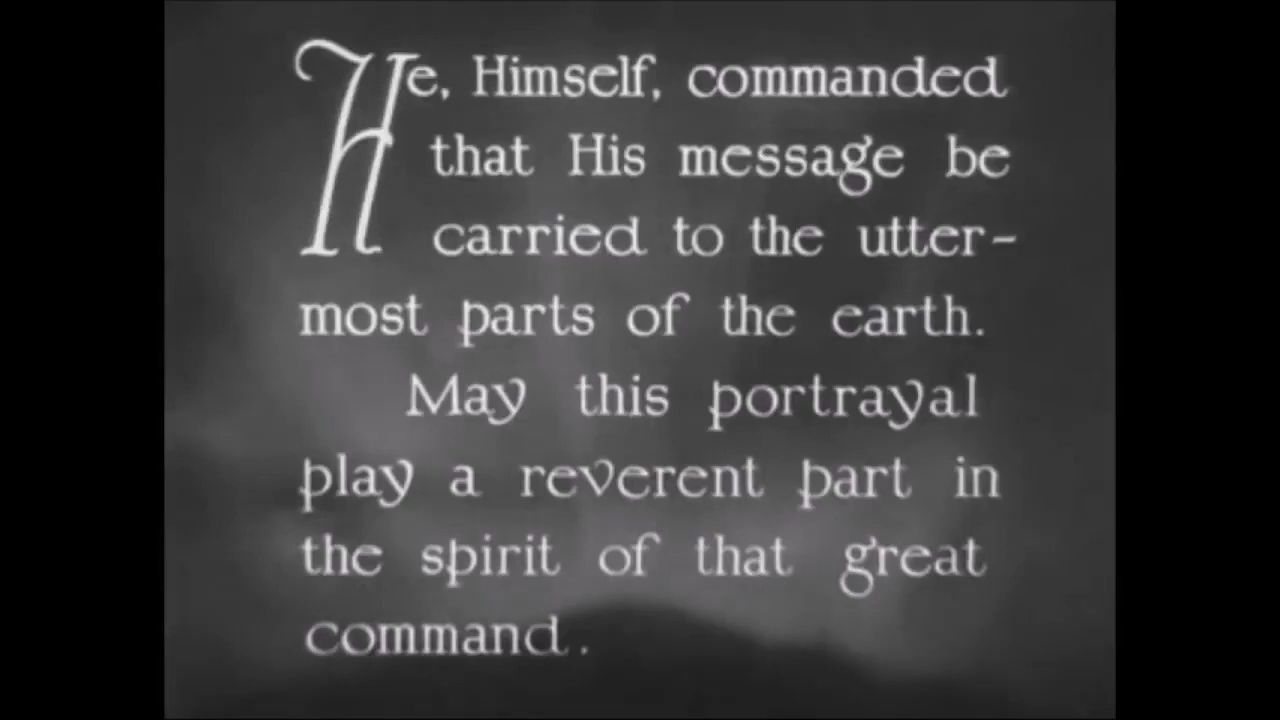 He, Himself, commanded
that His message be
carried to the utter-
most parts of the earth.
May this portrayal
play a reverent part in
the spirit of that great
command.